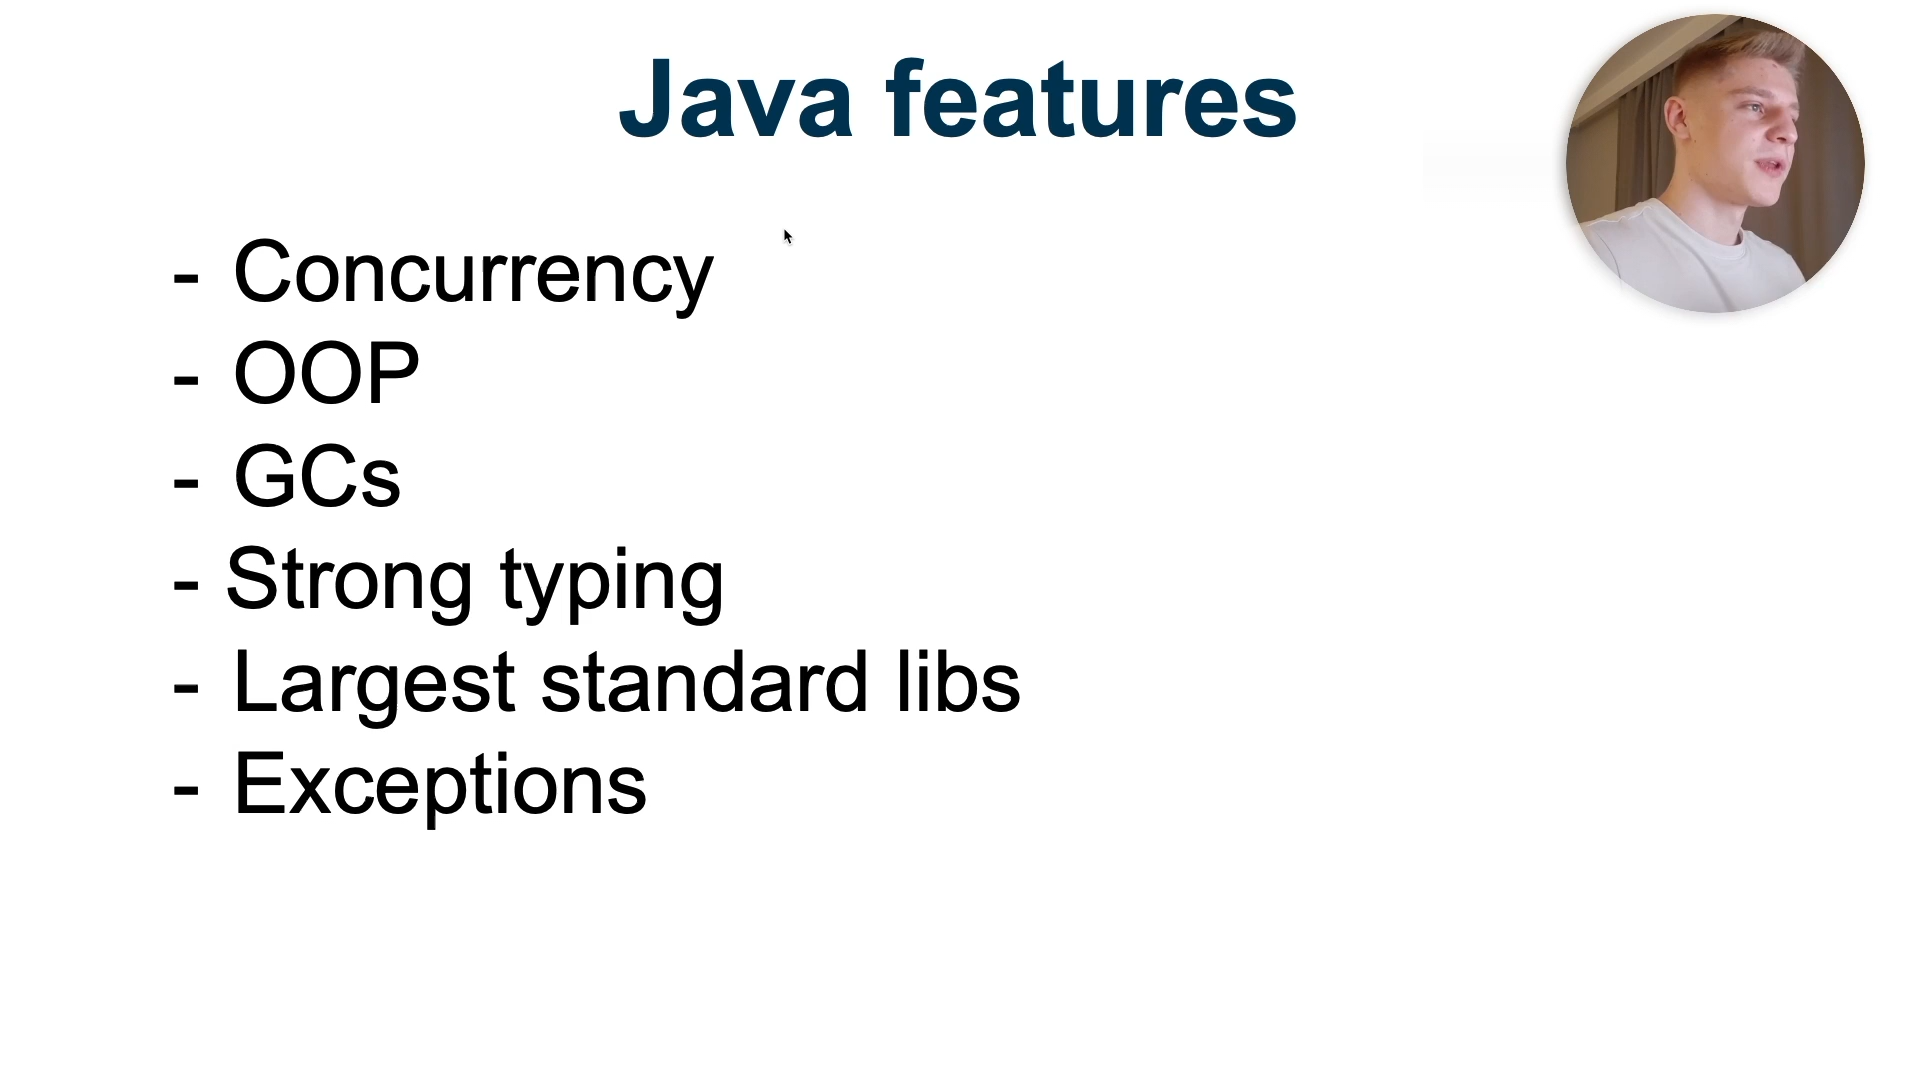 Java features
- Concurrency
- OOP
- GCs
- Strong typing
- Largest standard libs
- Exceptions